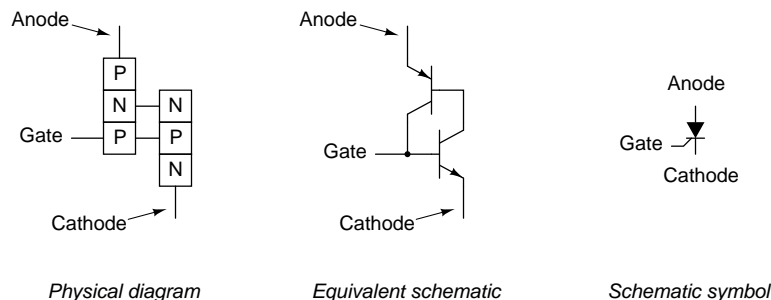 Anode
P
N N
Gate P P
N
Cathode
Physical diagram
Anode
Gate
Cathode
Equivalent schematic
Anode
Gate
Cathode
Schematic symbol